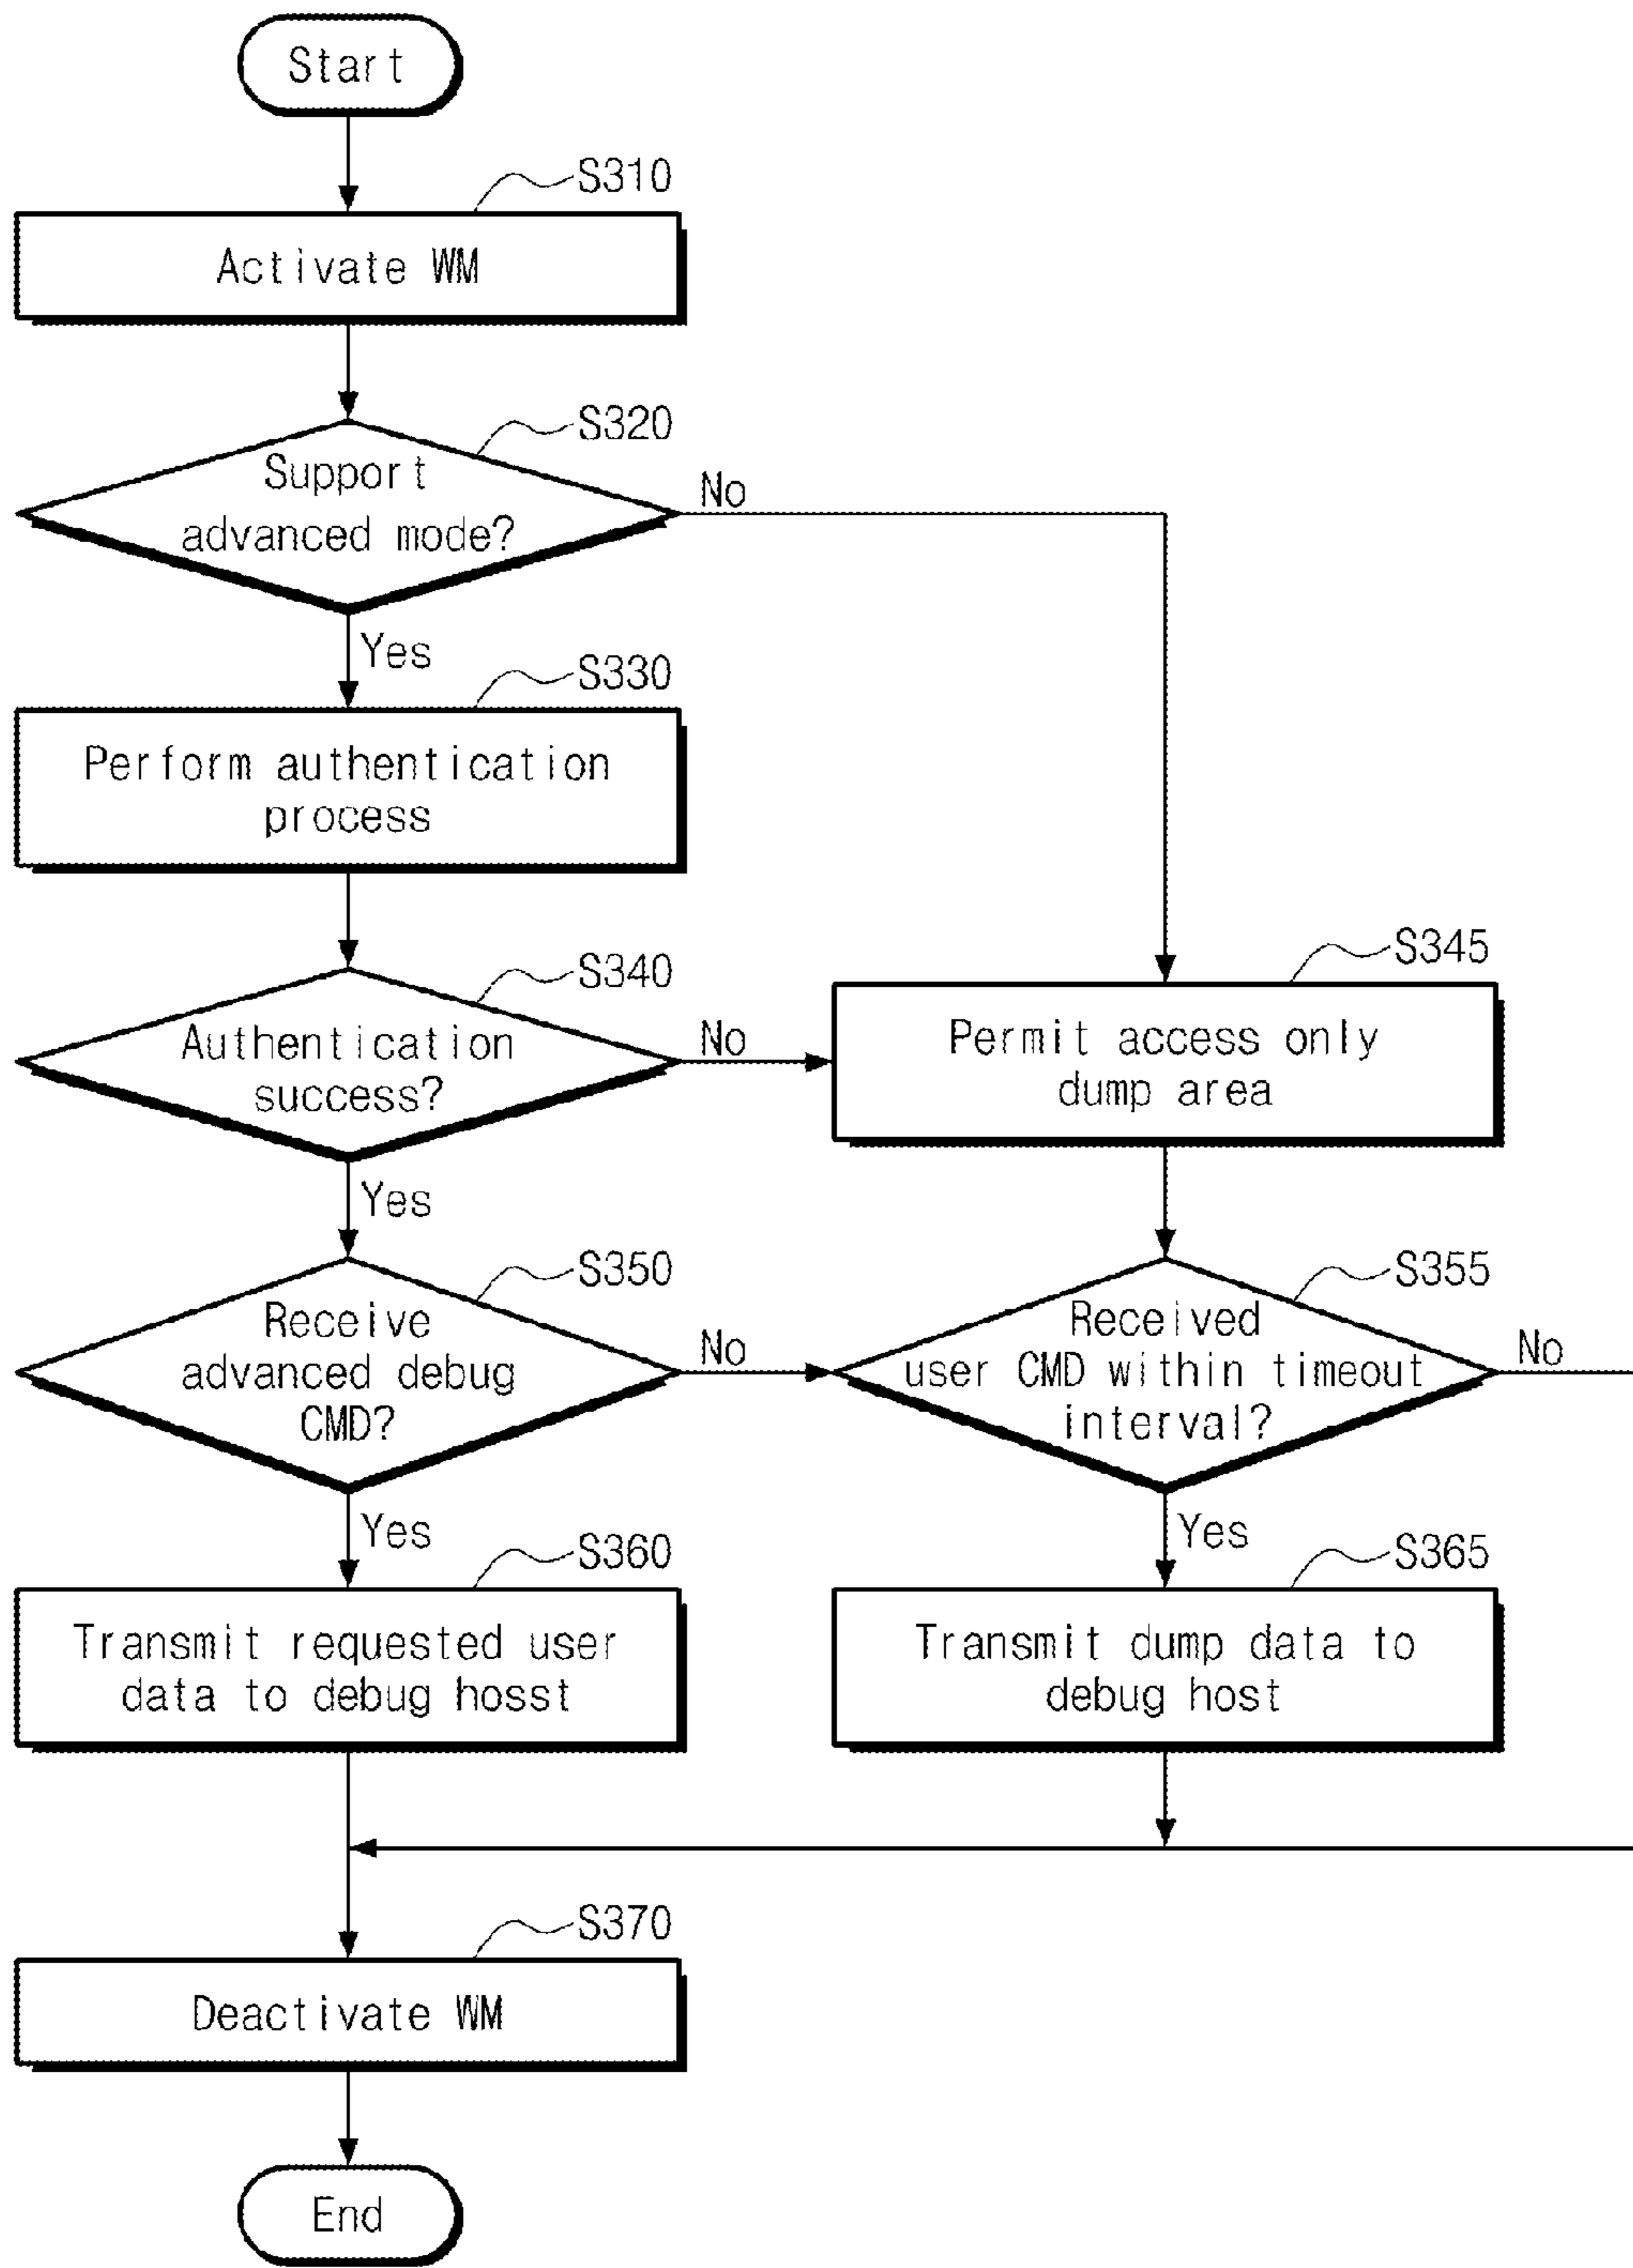 Start
S310
Activate WM
S320
Support
advanced mode?
No
Yes
S330
Perform authentication
process
S340
Authentication
success?
No
S345
Permit access only
dump area
Yes
S350
Receive
advanced debug
CMD?
No
S355
Received
user CMD within timeout
interval?
No
Yes
S360
Transmit requested user
data to debug hosst
Yes
S365
Transmit dump data to
debug host
S370
Deactivate WM
End